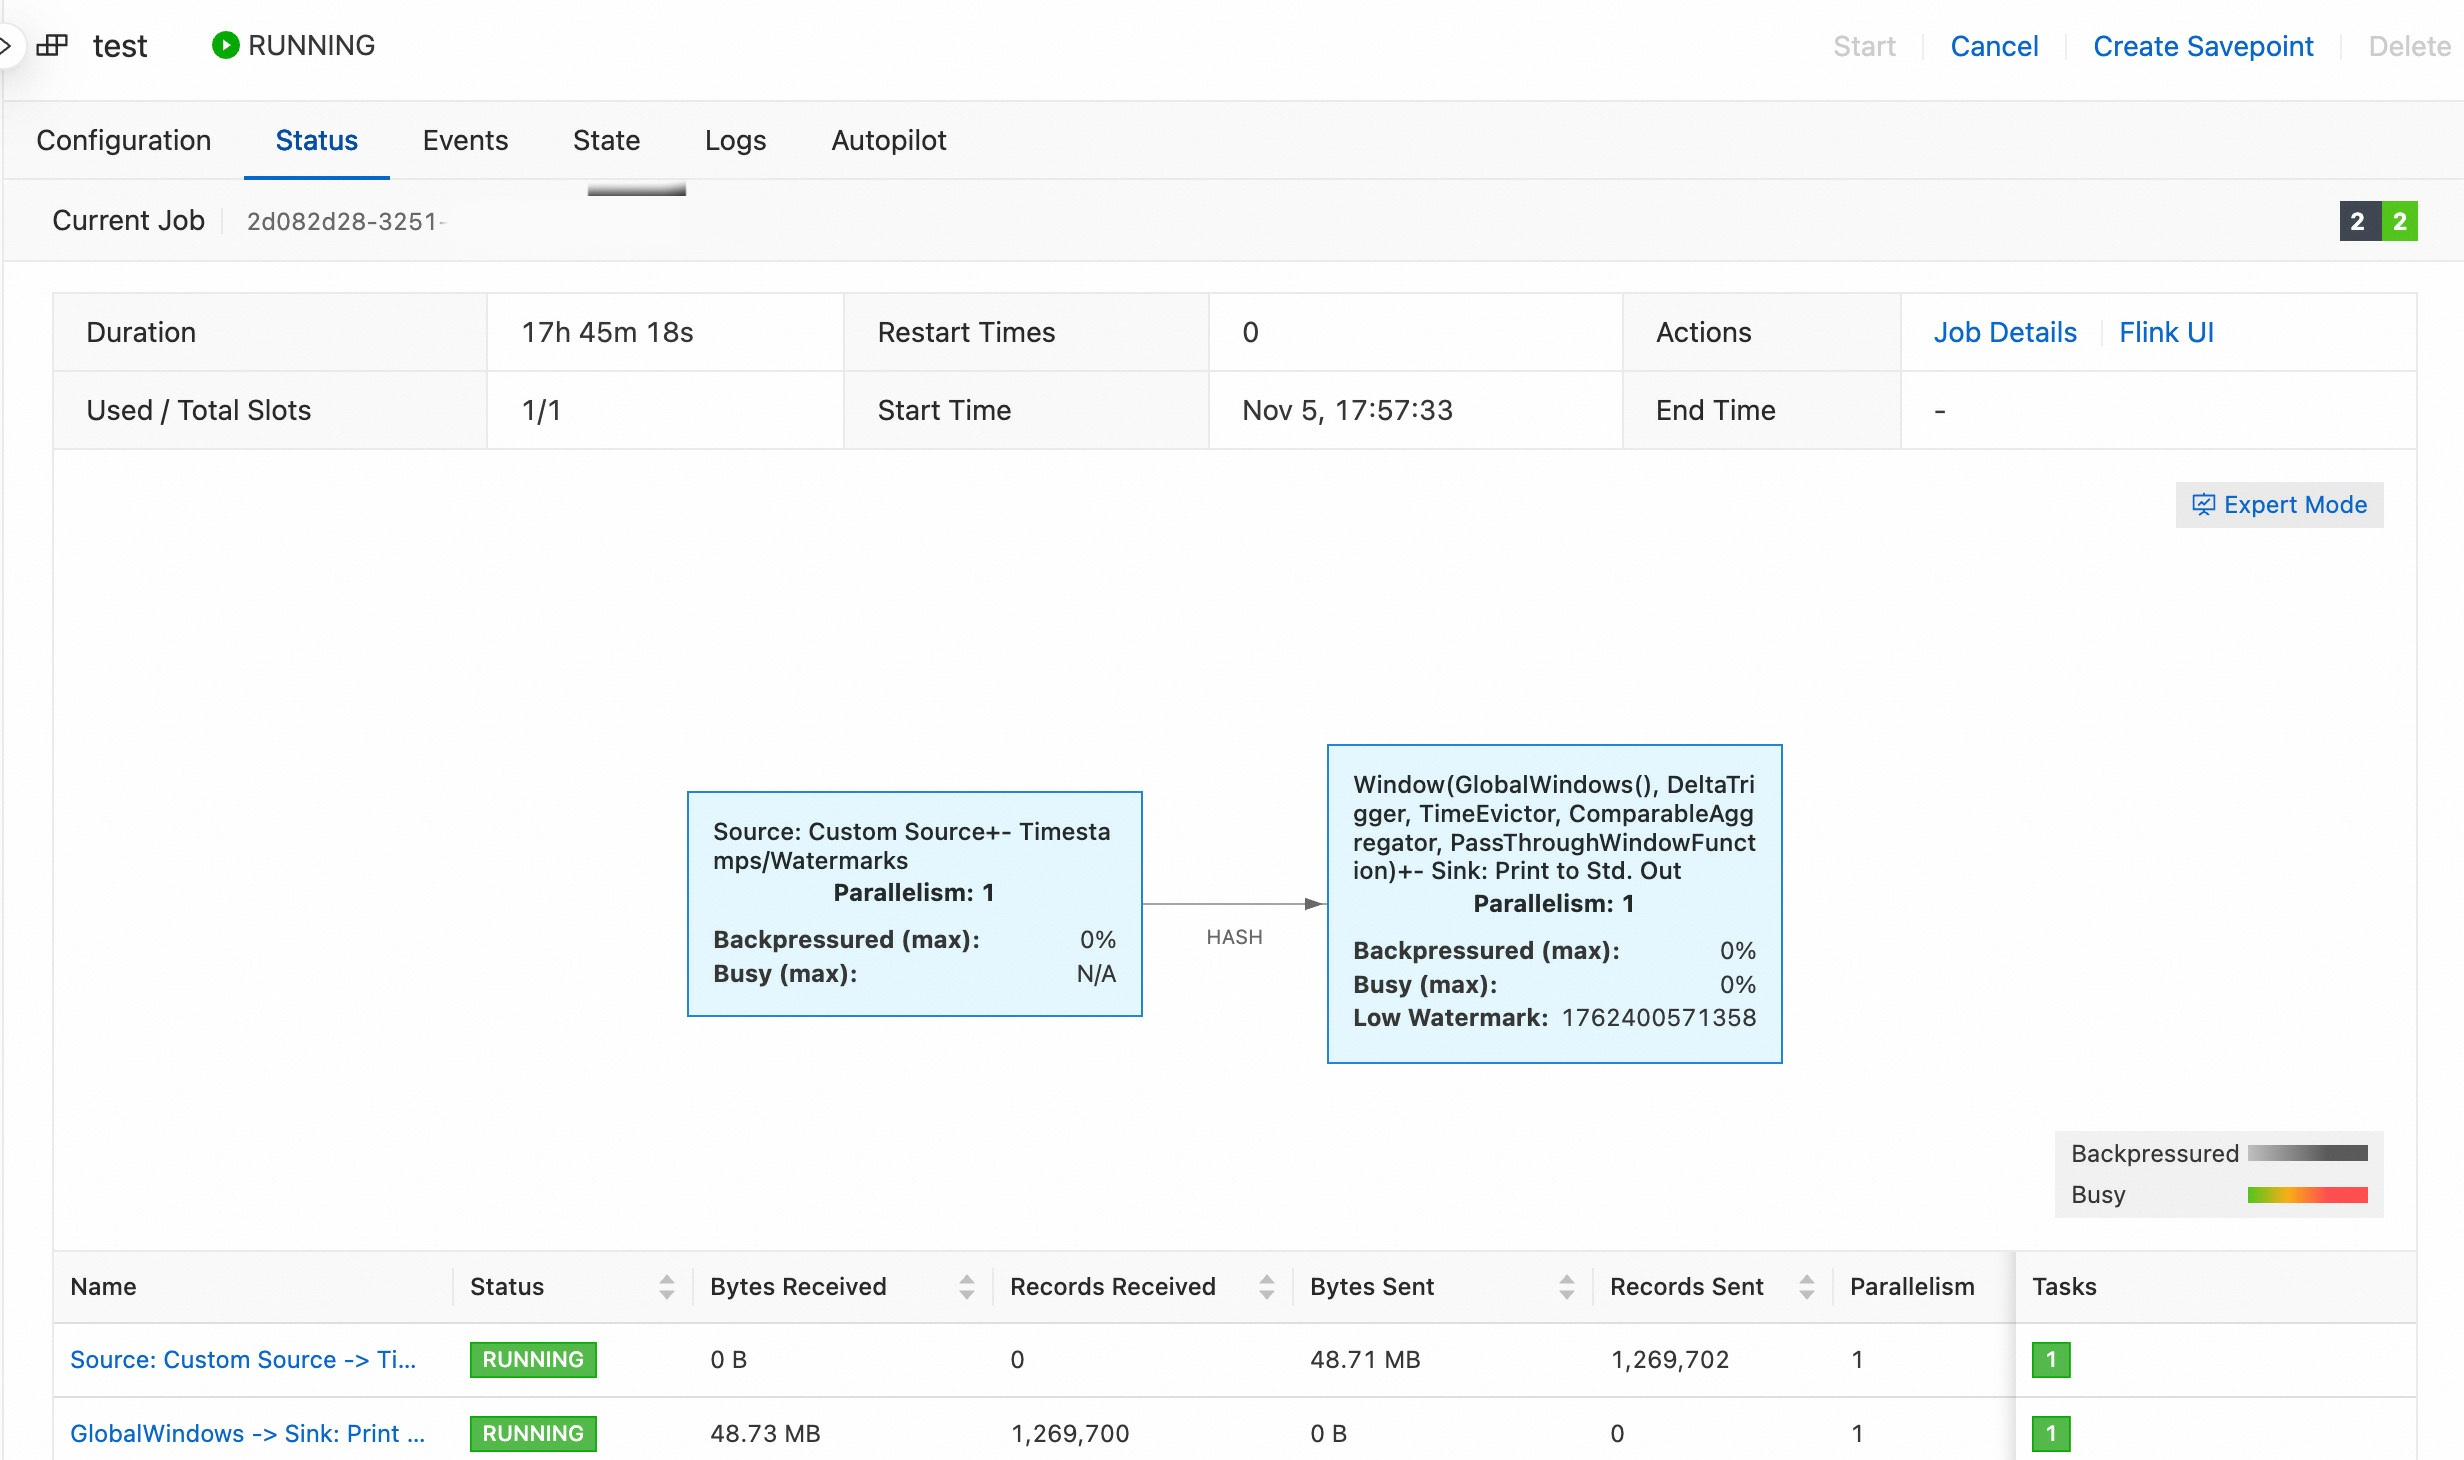 test RUNNING Start Cancel Create Savepoint Delete
Configuration Status Events State Logs Autopilot
Current Job 2d082d28-3251- 2 2
Duration 17h 45m 18s Restart Times 0 Actions Job Details Flink UI
Used / Total Slots 1/1 Start Time Nov 5, 17:57:33 End Time -
Expert Mode
Source: Custom Source+- Timesta
mps/Watermarks
Parallelism: 1
Backpressured (max): 0%
Busy (max): N/A
HASH
Window(GlobalWindows(), DeltaTri
gger, TimeEvictor, ComparableAgg
regator, PassThroughWindowFunct
ion)+- Sink: Print to Std. Out
Parallelism: 1
Backpressured (max): 0%
Busy (max): 0%
Low Watermark: 1762400571358
Backpressured
Busy
Name Status Bytes Received Records Received Bytes Sent Records Sent Parallelism Tasks
Source: Custom Source -> Ti... RUNNING 0 B 0 48.71 MB 1,269,702 1 1
GlobalWindows -> Sink: Print ... RUNNING 48.73 MB 1,269,700 0 B 0 1 1